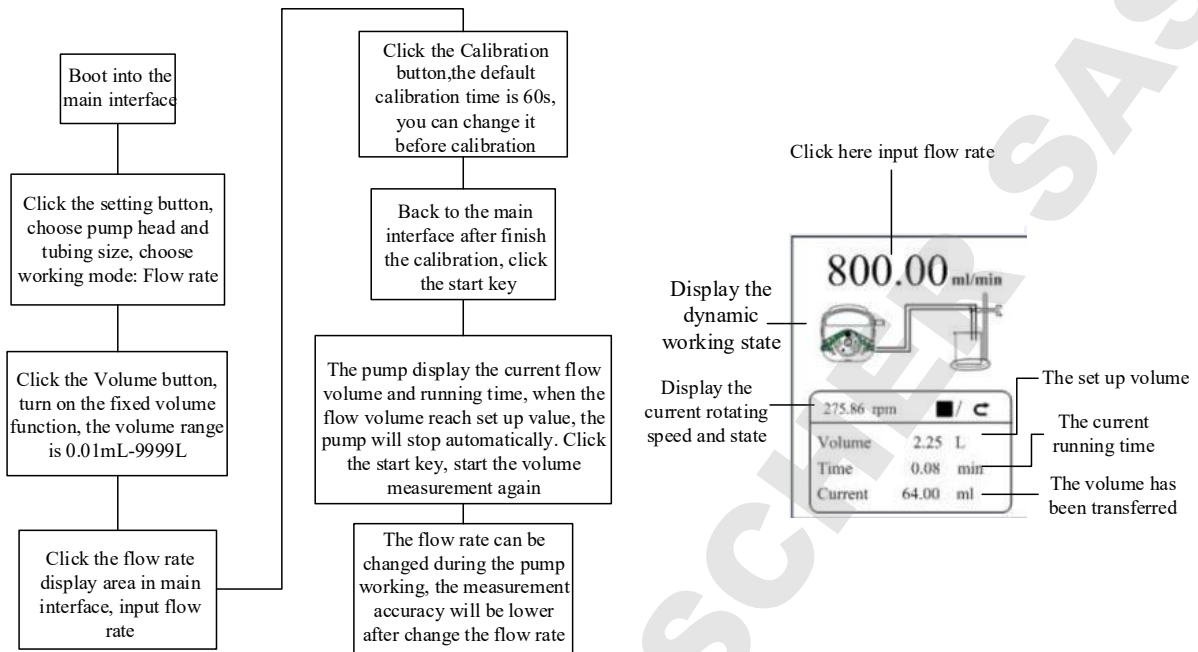 Boot into the
main interface
Click the setting button,
choose pump head and
tubing size, choose
working mode: Flow rate
Click the Volume button,
turn on the fixed volume
function, the volume range
is 0.01mL-9999L
Click the flow rate
display area in main
interface, input flow
rate
Click the Calibration
button,the default
calibration time is 60s,
you can change it
before calibration
Back to the main
interface after finish
the calibration, click
the start key
The pump display the current flow
volume and running time, when the
flow volume reach set up value, the
pump will stop automatically. Click
the start key, start the volume
measurement again
The flow rate can be
changed during the pump
working, the measurement
accuracy will be lower
after change the flow rate
Click here input flow rate
800.00 ml/min
Display the
dynamic
working state
Display the
current rotating
speed and state
275.86 rpm /
Volume 2.25 L
Time 0.08 min
Current 64.00 ml
The set up volume
The current
running time
The volume has
been transferred
SCHER SAS